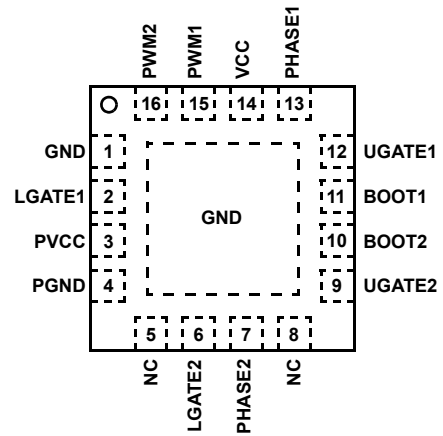 PWM2
PWM1
VCC
PHASE1
16
15
14
13
GND
1
12
UGATE1
LGATE1
2
GND
11
BOOT1
PVCC
3
10
BOOT2
PGND
4
9
UGATE2
5
6
7
8
NC
LGATE2
PHASE2
NC